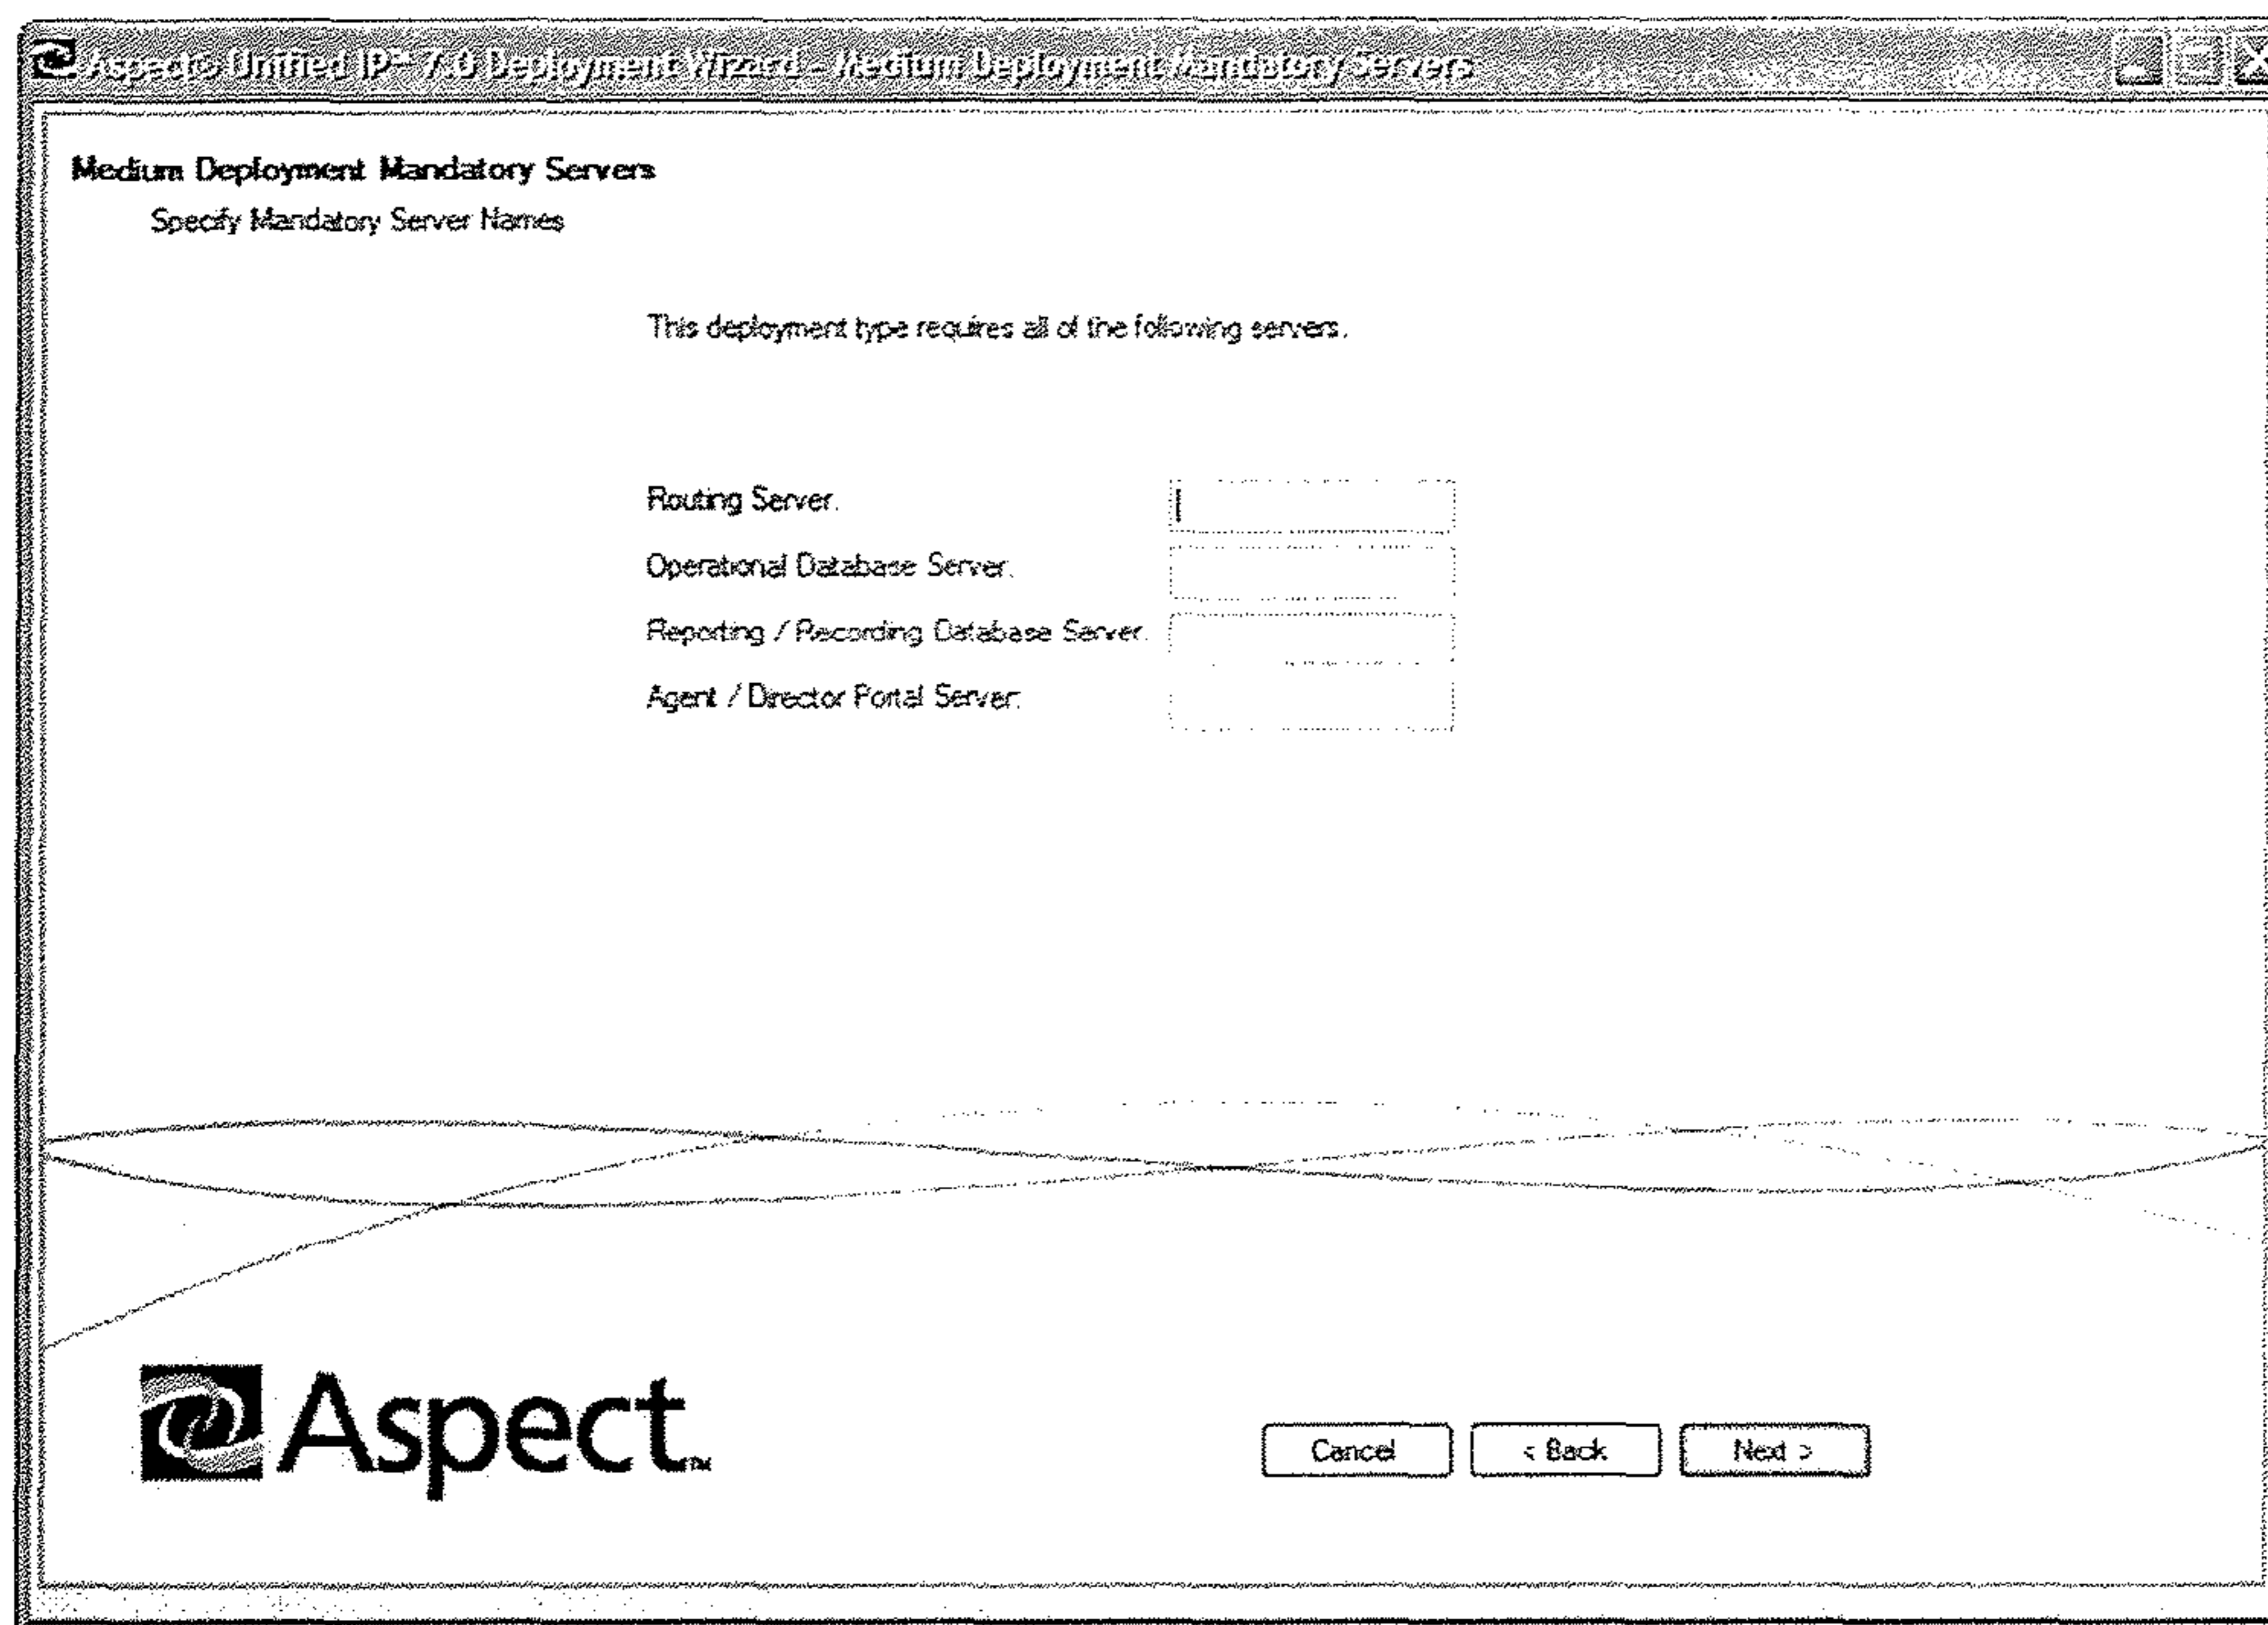 Aspect® Unified IP™ 7.0 Deployment Wizard - Medium Deployment Mandatory Servers
Medium Deployment Mandatory Servers
Specify Mandatory Server Names
This deployment type requires all of the following servers.
Routing Server:
Operational Database Server:
Reporting / Recording Database Server:
Agent / Director Portal Server:
Aspect™
Cancel
< Back
Next >